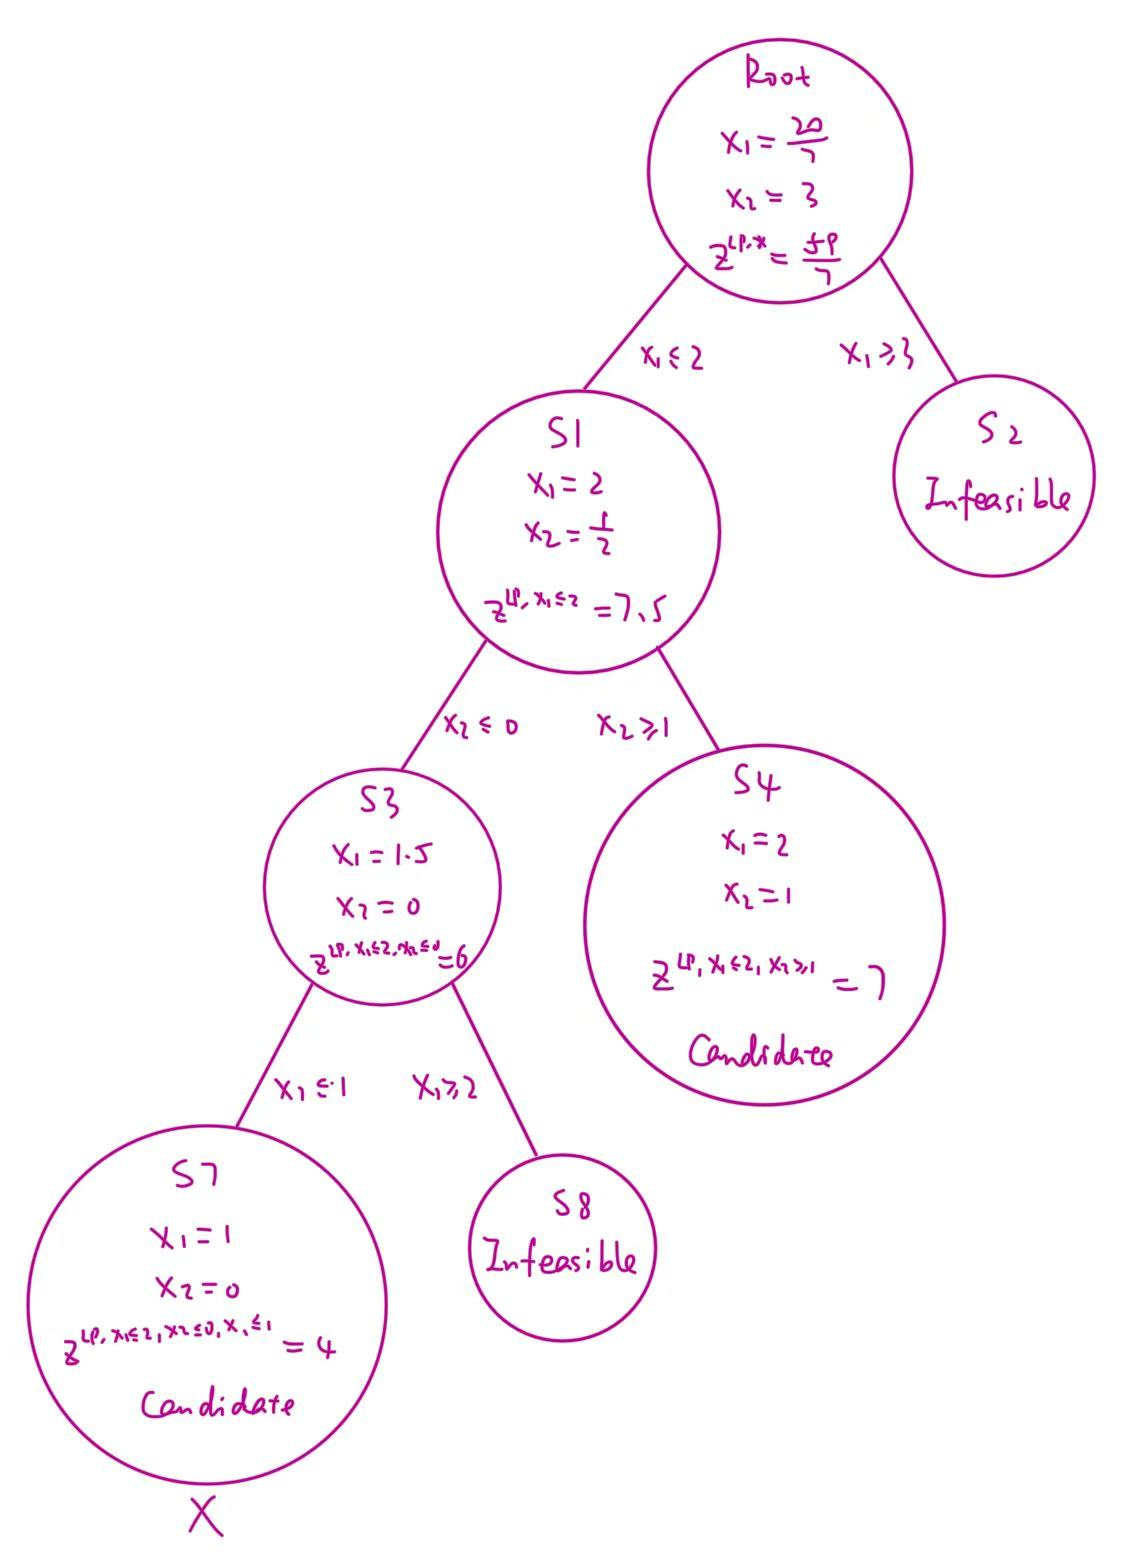 Root
x₁ = 20/7
x₂ = 3
z^{LP,*} = 59/7
x₁ ≤ 2
x₁ ≥ 3
S1
x₁ = 2
x₂ = 1/2
z^{LP, x₁≤2} = 7.5
S2
Infeasible
x₂ ≤ 0
x₂ ≥ 1
S3
x₁ = 1.5
x₂ = 0
z^{LP, x₁≤2, x₂≤0} = 6
S4
x₁ = 2
x₂ = 1
z^{LP, x₁≤2, x₂≥1} = 7
Candidate
x₁ ≤ 1
x₁ ≥ 2
S7
x₁ = 1
x₂ = 0
z^{LP, x₁≤2, x₂≤0, x₁≤1} = 4
Candidate
S8
Infeasible
X